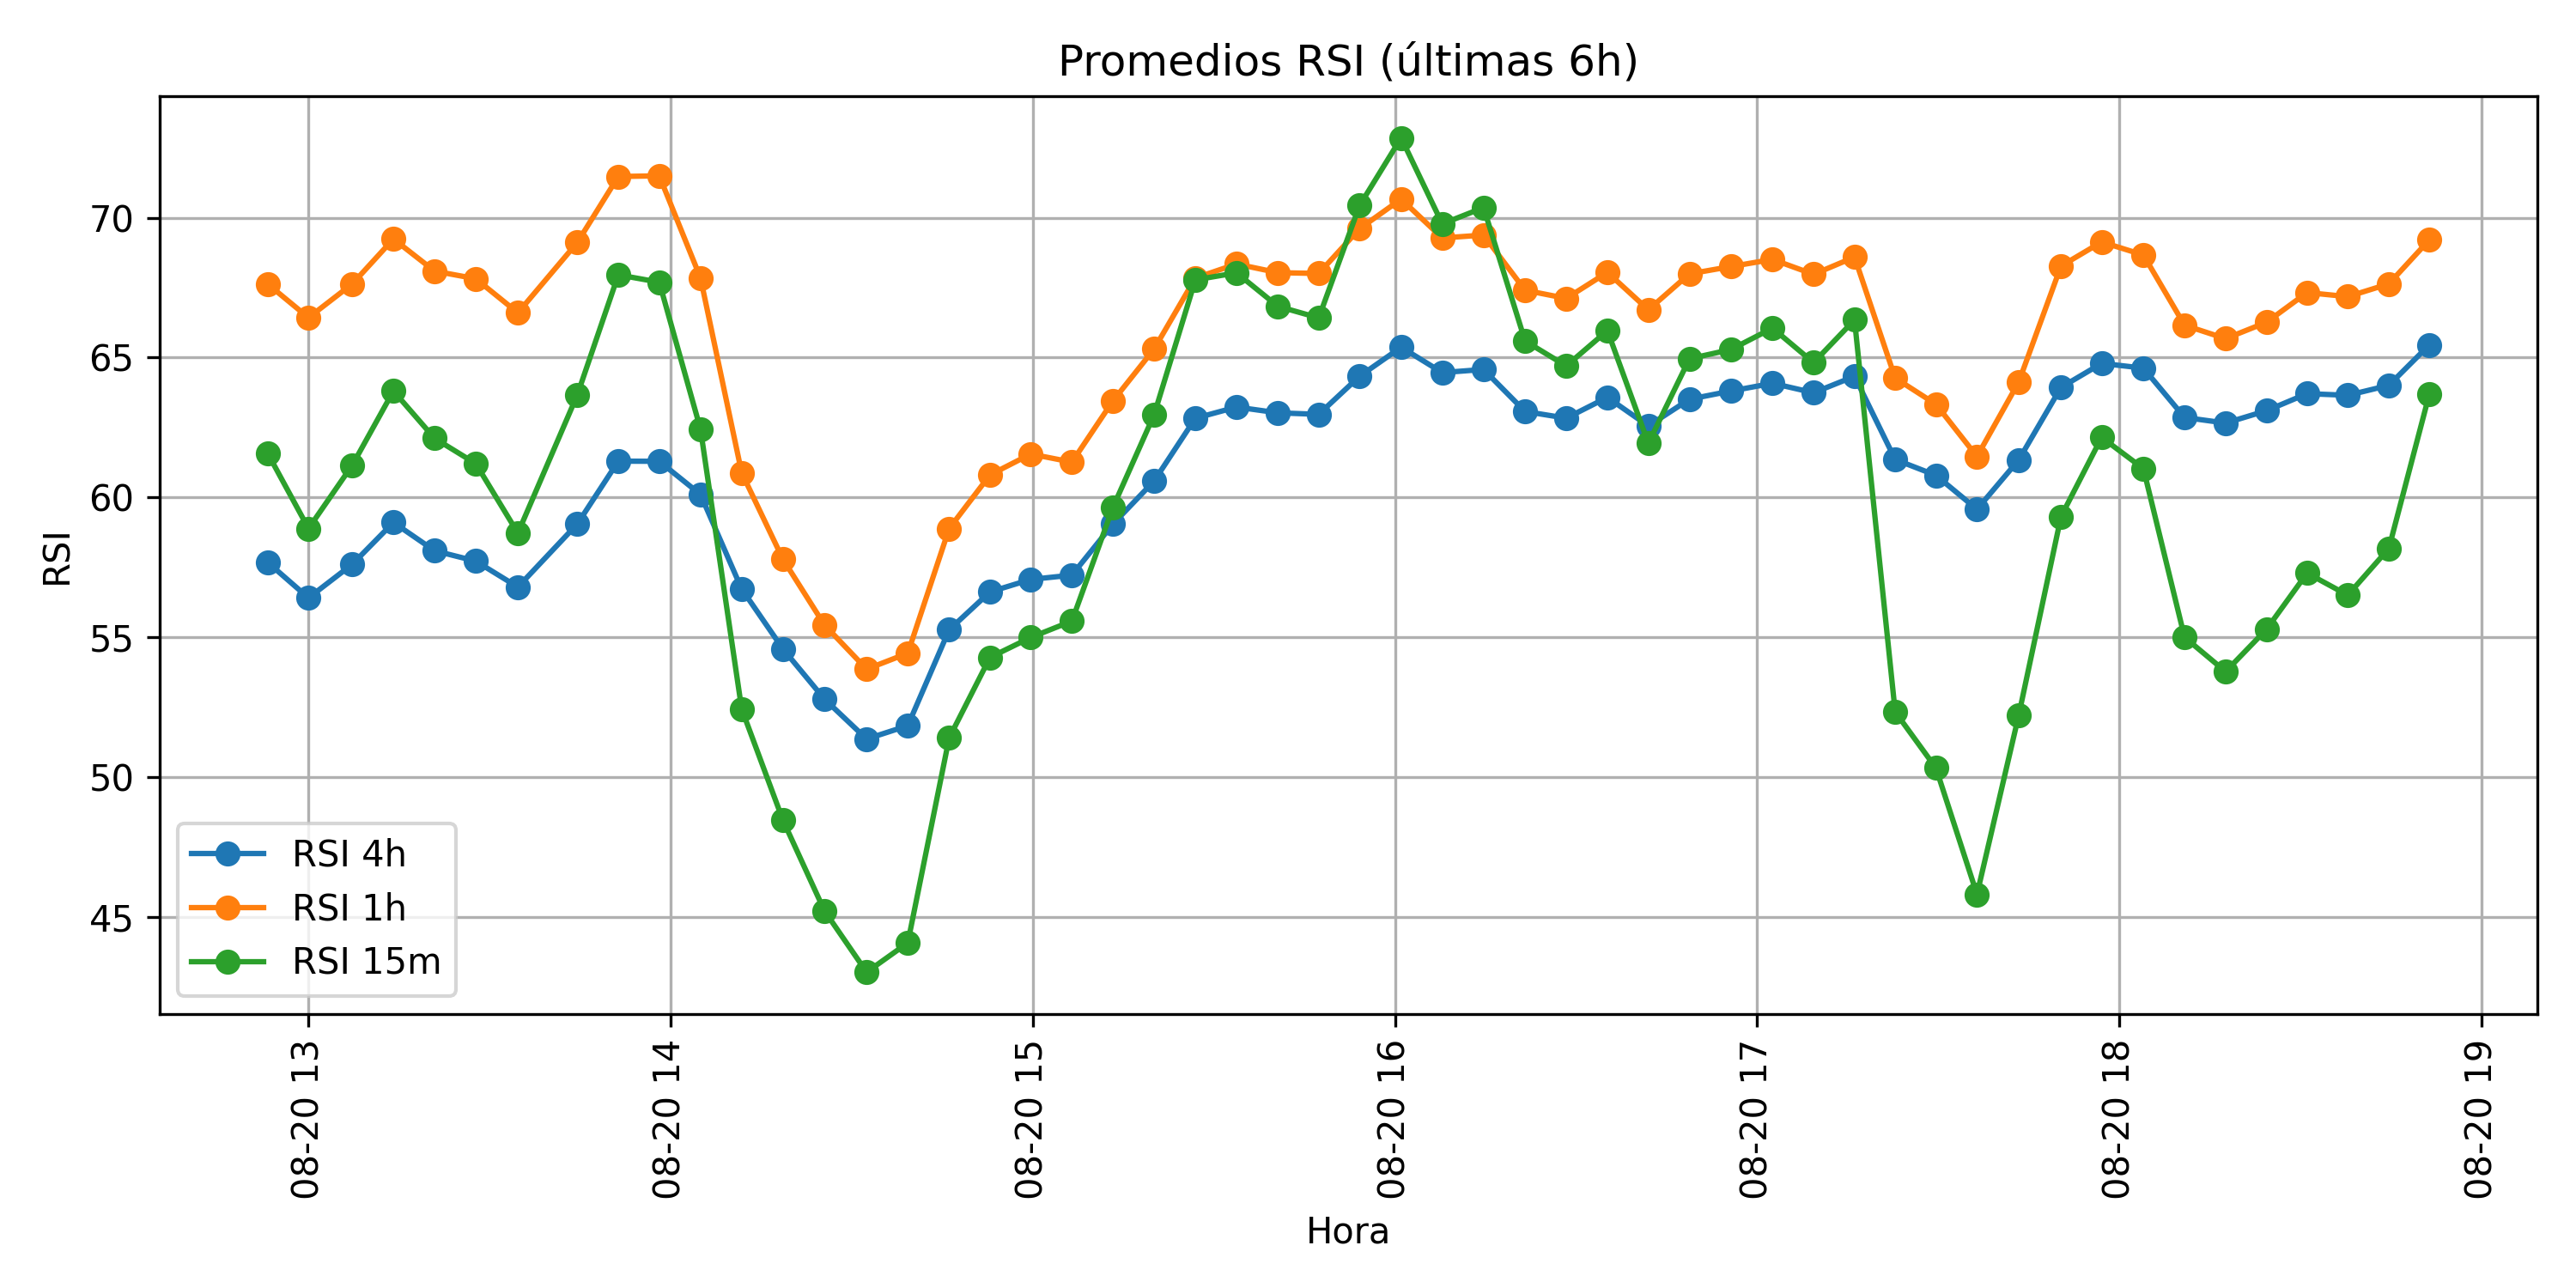 Promedios RSI (últimas 6h)
RSI
70
65
60
55
50
45
RSI 4h
RSI 1h
RSI 15m
08-20 13
08-20 14
08-20 15
08-20 16
08-20 17
08-20 18
08-20 19
Hora